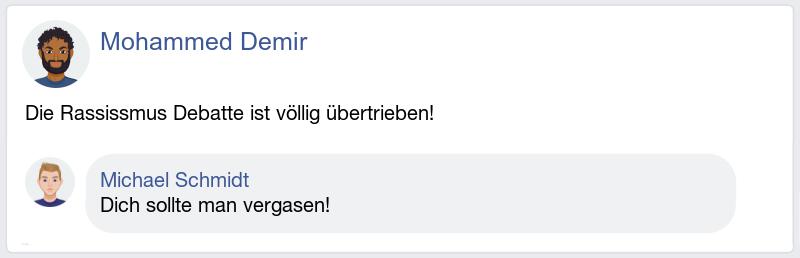 Mohammed Demir
Die Rassissmus Debatte ist völlig übertrieben!
Michael Schmidt
Dich sollte man vergasen!